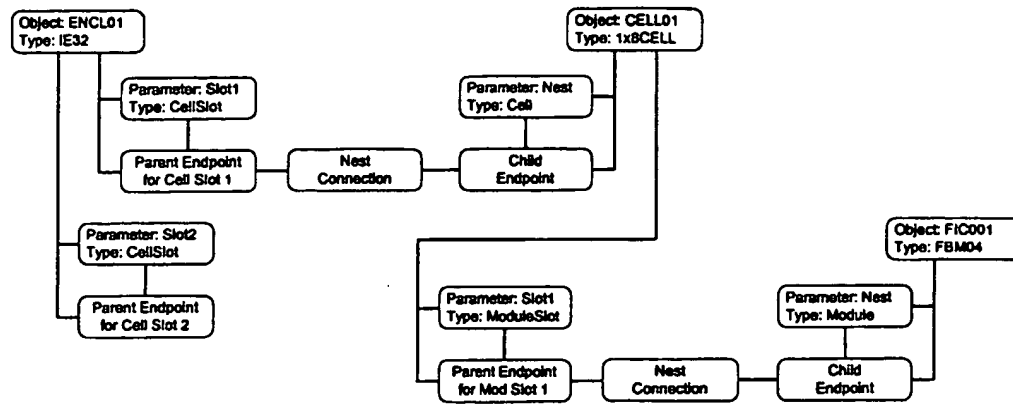 Object: ENCL01
Type: IE32
Object: CELL01
Type: 1x8CELL
Parameter: Slot1
Type: CellSlot
Parameter: Nest
Type: Cell
Parent Endpoint
for Cell Slot 1
Nest
Connection
Child
Endpoint
Parameter: Slot2
Type: CellSlot
Object: FIC001
Type: FBM04
Parent Endpoint
for Cell Slot 2
Parameter: Slot1
Type: ModuleSlot
Parameter: Nest
Type: Module
Parent Endpoint
for Mod Slot 1
Nest
Connection
Child
Endpoint